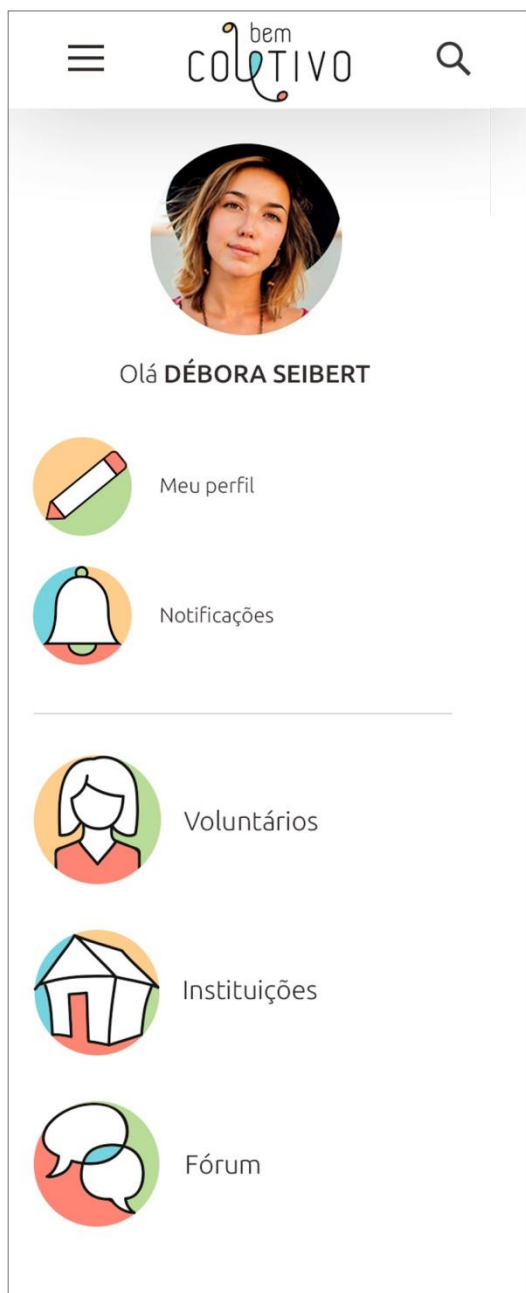 bem
COLETIVO
Olá DÉBORA SEIBERT
Meu perfil
Notificações
Voluntários
Instituições
Fórum